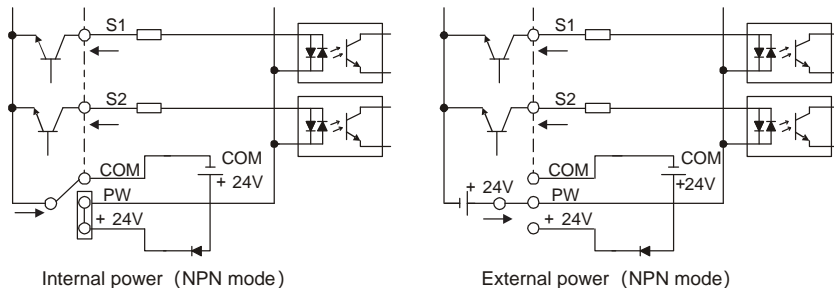 S1
S2
COM
COM
+ 24V
PW
+ 24V
Internal power (NPN mode)
S1
S2
COM
COM
+ 24V
+24V
PW
+ 24V
External power (NPN mode)